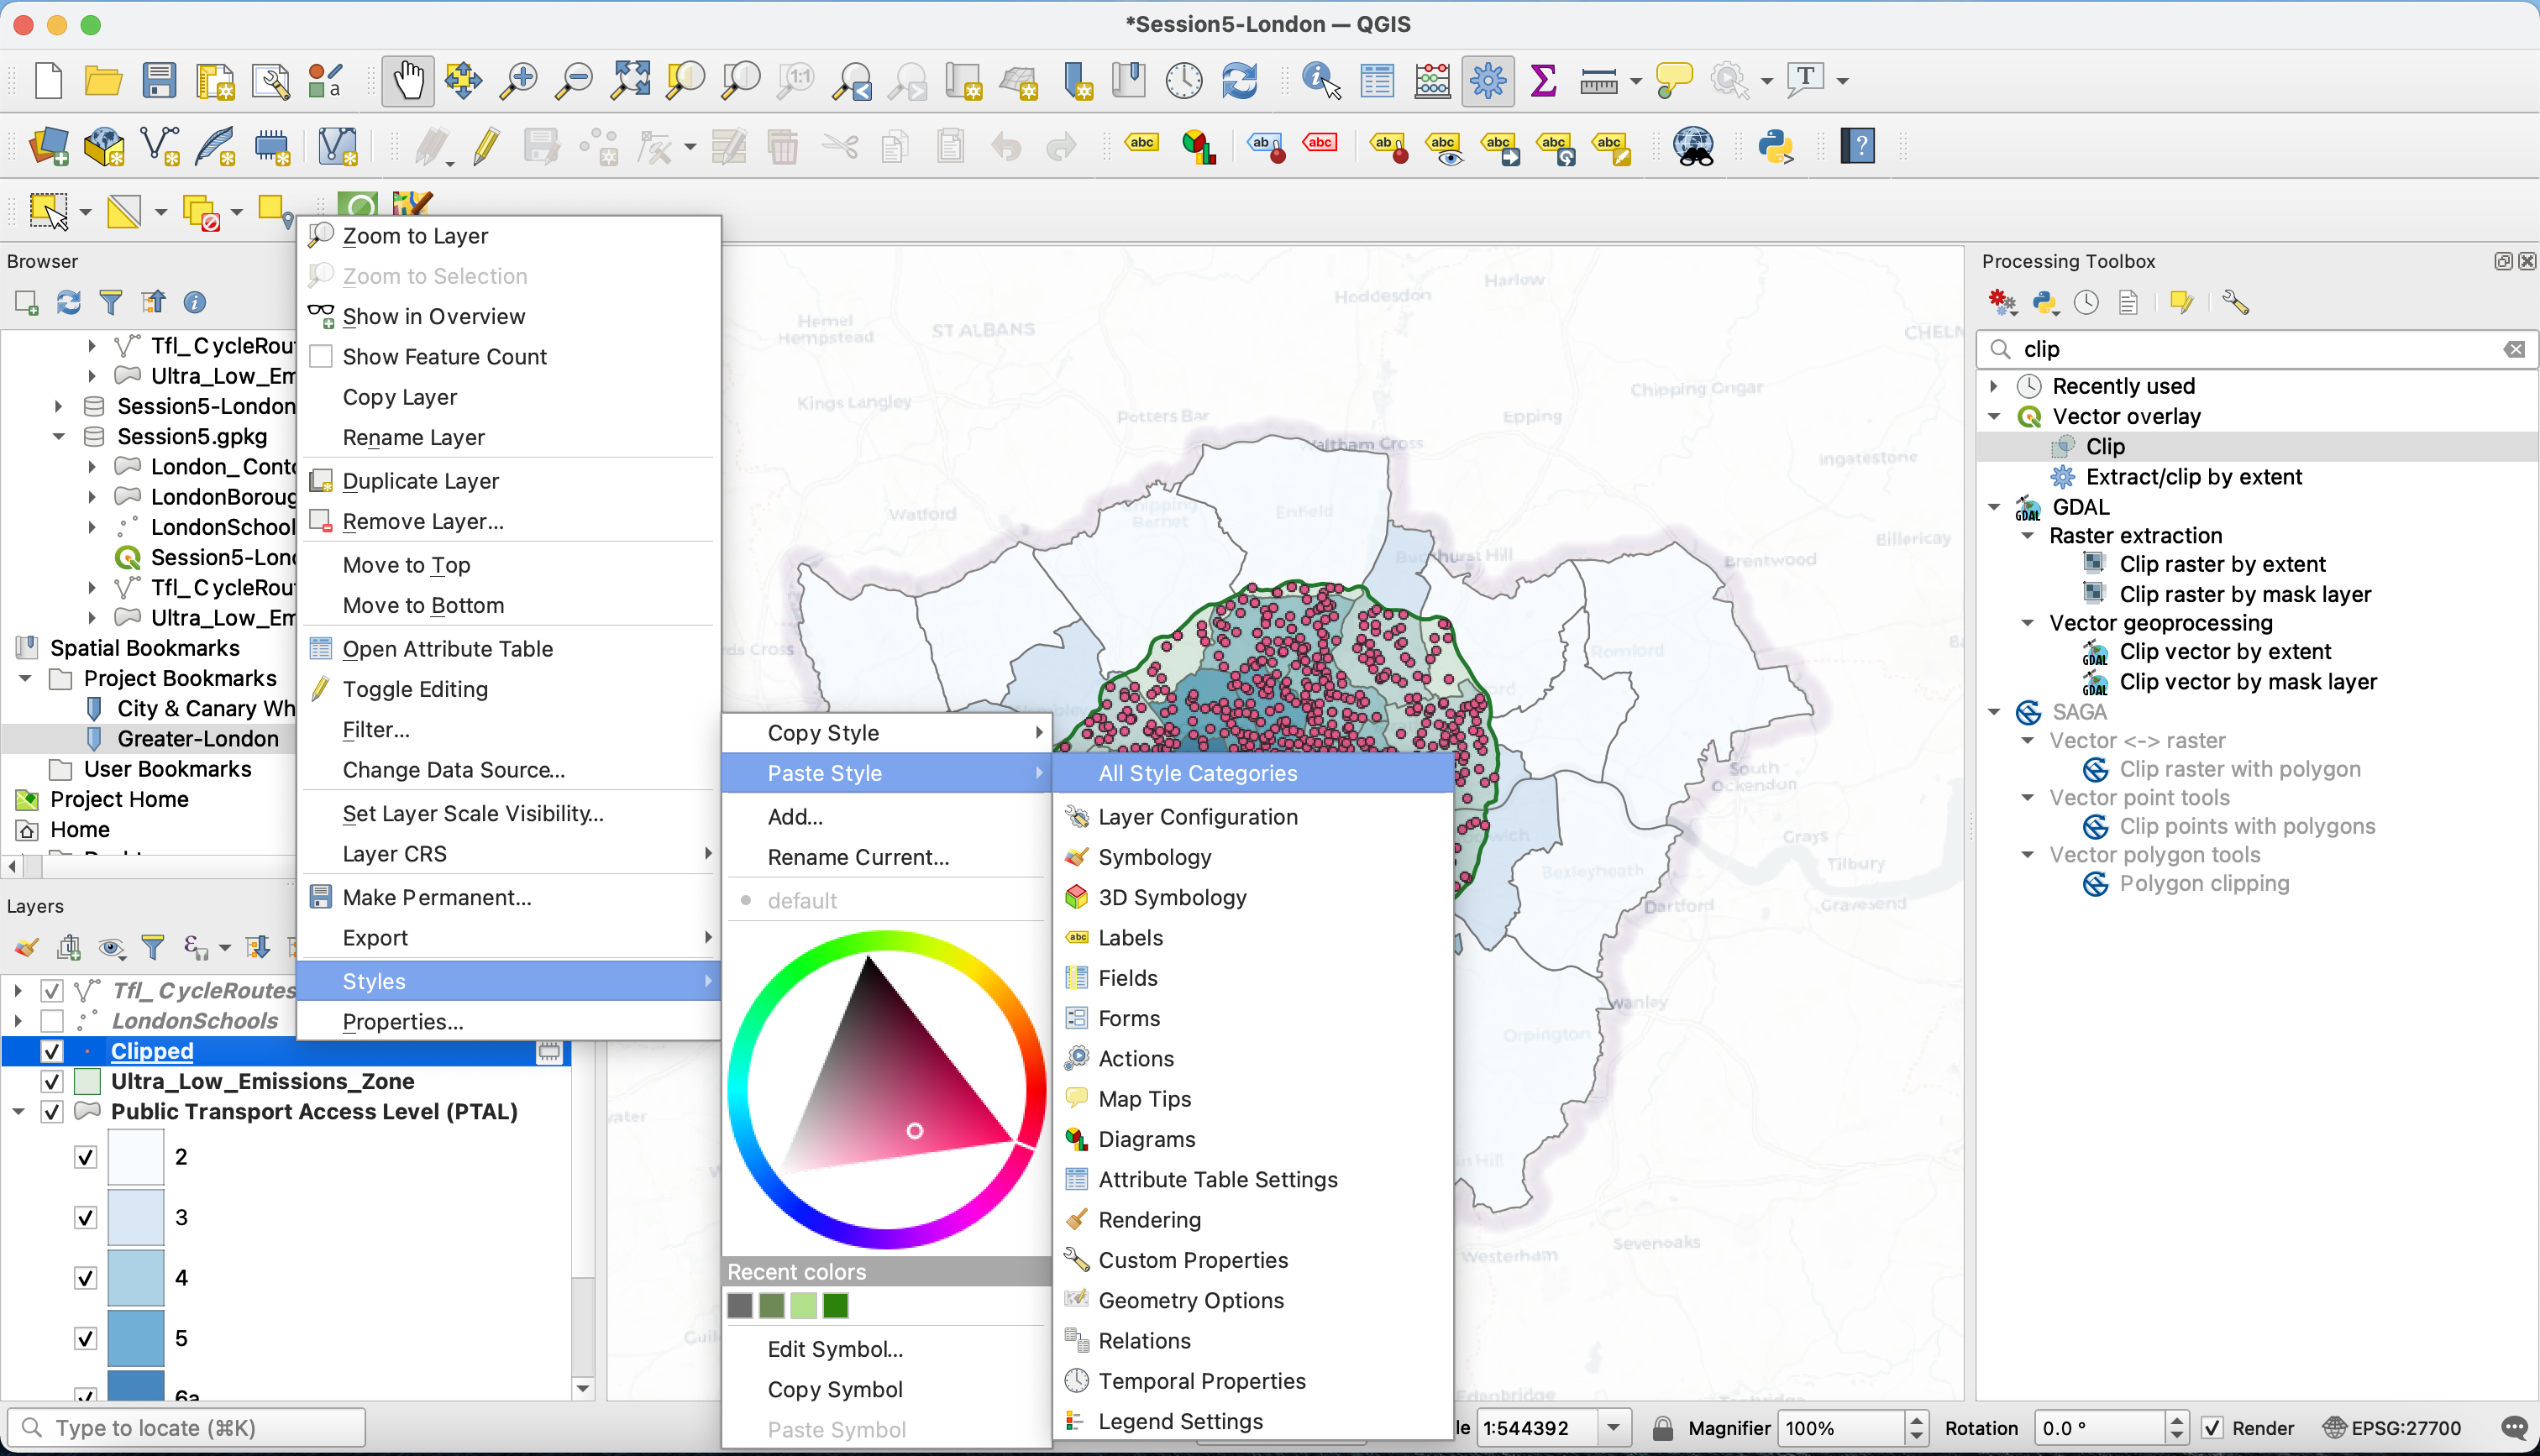 *Session5-London — QGIS
Browser
Tfl_CycleRou
Ultra_Low_Em
Session5-London
Session5.gpkg
London_Conto
LondonBoroug
LondonSchool
Session5-Lond
Tfl_CycleRou
Ultra_Low_Em
Spatial Bookmarks
Project Bookmarks
City & Canary Wh
Greater-London
User Bookmarks
Project Home
Home
Layers
Tfl_CycleRoutes
LondonSchools
Clipped
Ultra_Low_Emissions_Zone
Public Transport Access Level (PTAL)
2
3
4
5
6a
Type to locate (⌘K)
Zoom to Layer
Zoom to Selection
Show in Overview
Show Feature Count
Copy Layer
Rename Layer
Duplicate Layer
Remove Layer...
Move to Top
Move to Bottom
Open Attribute Table
Toggle Editing
Filter...
Change Data Source...
Set Layer Scale Visibility...
Layer CRS
Make Permanent...
Export
Styles
Properties...
Copy Style
Paste Style
Add...
Rename Current...
default
Recent colors
Edit Symbol...
Copy Symbol
Paste Symbol
All Style Categories
Layer Configuration
Symbology
3D Symbology
Labels
Fields
Forms
Actions
Map Tips
Diagrams
Attribute Table Settings
Rendering
Custom Properties
Geometry Options
Relations
Temporal Properties
Legend Settings
Harlow
Hoddesdon
Hemel
Hempstead
ST ALBANS
CHELN
Chipping Ongar
Kings Langley
Potters Bar
Epping
Waltham Cross
Ingatestone
Watford
Chipping
Barnet
Enfield
Buckhurst Hill
Billericay
Brentwood
rds Cross
Romford
Wembley
South
Ockendon
Grays
Tilbury
Bexleyheath
Dartford
Gravesend
Swanley
Orpington
Westerham
Sevenoaks
Edenbridge
Processing Toolbox
clip
Recently used
Vector overlay
Clip
Extract/clip by extent
GDAL
Raster extraction
Clip raster by extent
Clip raster by mask layer
Vector geoprocessing
Clip vector by extent
Clip vector by mask layer
SAGA
Vector <-> raster
Clip raster with polygon
Vector point tools
Clip points with polygons
Vector polygon tools
Polygon clipping
le 1:544392 Magnifier 100% Rotation 0.0 ° Render EPSG:27700